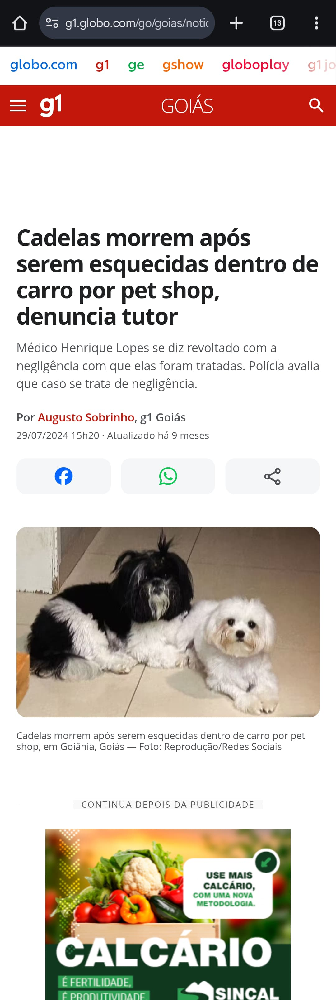 g1.globo.com/go/goias/notic
13
globo.com g1 ge gshow globoplay g1 jo
g1 GOIÁS
Cadelas morrem após
serem esquecidas dentro de
carro por pet shop,
denuncia tutor
Médico Henrique Lopes se diz revoltado com a
negligência com que elas foram tratadas. Polícia avalia
que caso se trata de negligência.
Por Augusto Sobrinho, g1 Goiás
29/07/2024 15h20 · Atualizado há 9 meses
Cadelas morrem após serem esquecidas dentro de carro por pet
shop, em Goiânia, Goiás — Foto: Reprodução/Redes Sociais
CONTINUA DEPOIS DA PUBLICIDADE
USE MAIS
CALCÁRIO,
COM UMA NOVA
METODOLOGIA.
CALCÁRIO
É FERTILIDADE,
É PRODUTIVIDADE.
SINCAL